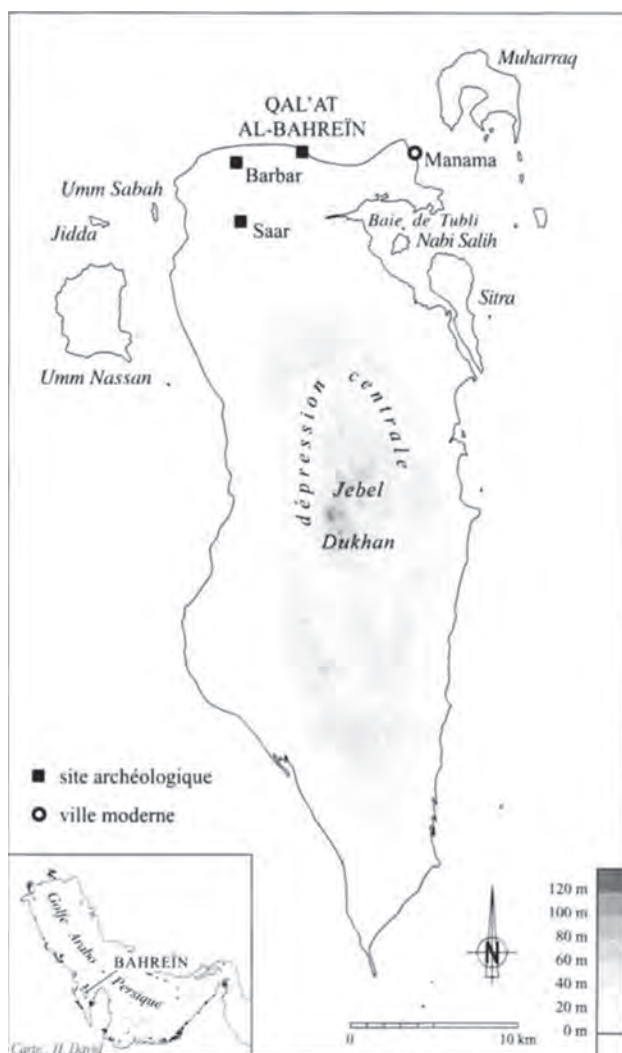 Muharraq
QAL'AT
AL-BAHREÏN
Manama
Barbar
Umm Sabah
Jidda
Saar
Baie de Tubli
Nabi Salih
Sitra
Umm Nassan
dépression
centrale
Jebel
Dukhan
site archéologique
ville moderne
Golfe Arabo
Persique
BAHREÏN
Carte : H. David
N
120 m
100 m
80 m
60 m
40 m
20 m
0 m
0 10 km